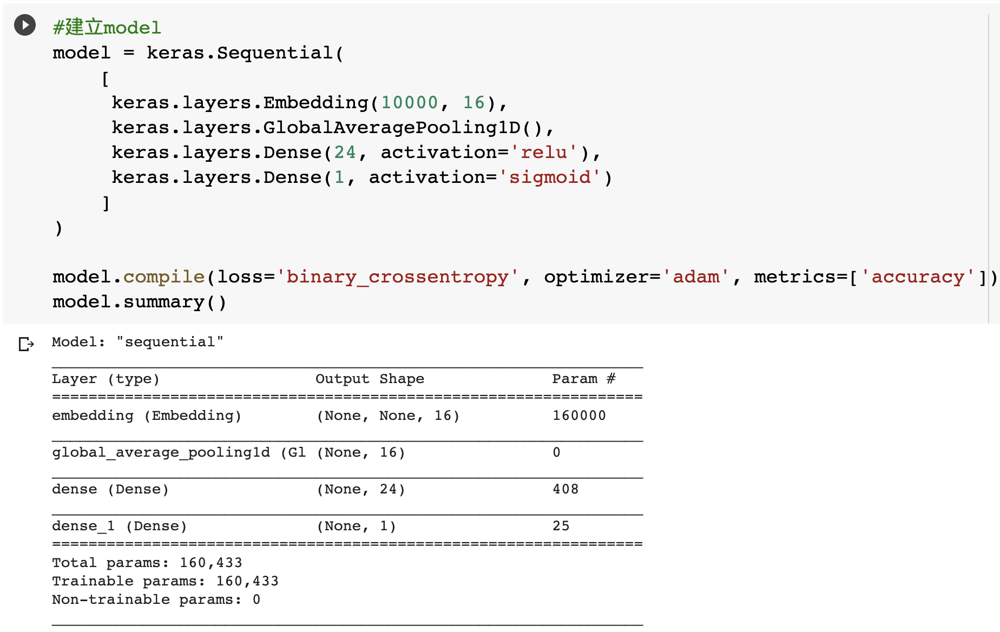 #建立model
model = keras.Sequential(
    [
     keras.layers.Embedding(10000, 16),
     keras.layers.GlobalAveragePooling1D(),
     keras.layers.Dense(24, activation='relu'),
     keras.layers.Dense(1, activation='sigmoid')
    ]
)
model.compile(loss='binary_crossentropy', optimizer='adam', metrics=['accuracy'])
model.summary()
Model: "sequential"
_________________________________________________________________
Layer (type)                 Output Shape              Param #
=================================================================
embedding (Embedding)        (None, None, 16)          160000
_________________________________________________________________
global_average_pooling1d (Gl (None, 16)                0
_________________________________________________________________
dense (Dense)                (None, 24)                408
_________________________________________________________________
dense_1 (Dense)              (None, 1)                 25
=================================================================
Total params: 160,433
Trainable params: 160,433
Non-trainable params: 0
_________________________________________________________________